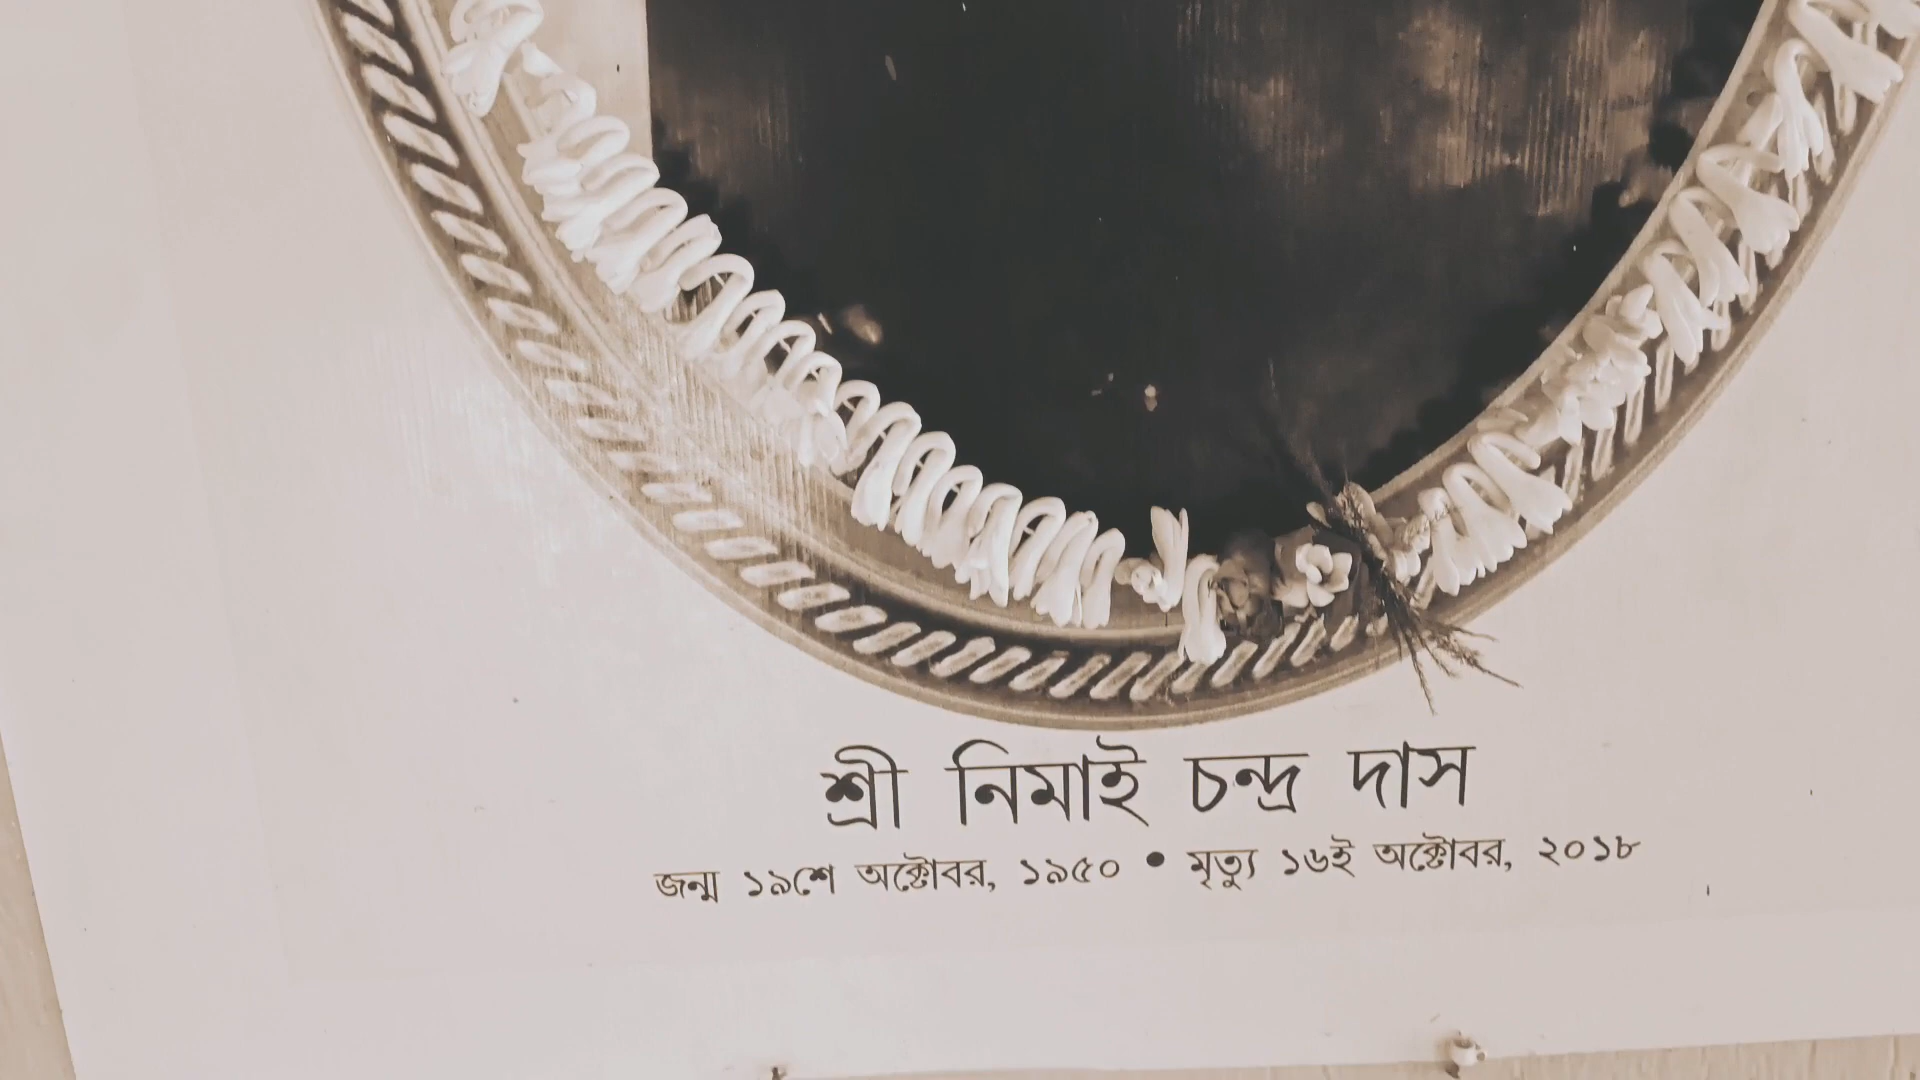 শ্রী নিমাই চন্দ্র দাস
জন্ম ১৯শে অক্টোবর, ১৯৫০ • মৃত্যু ১৬ই অক্টোবর, ২০১৮